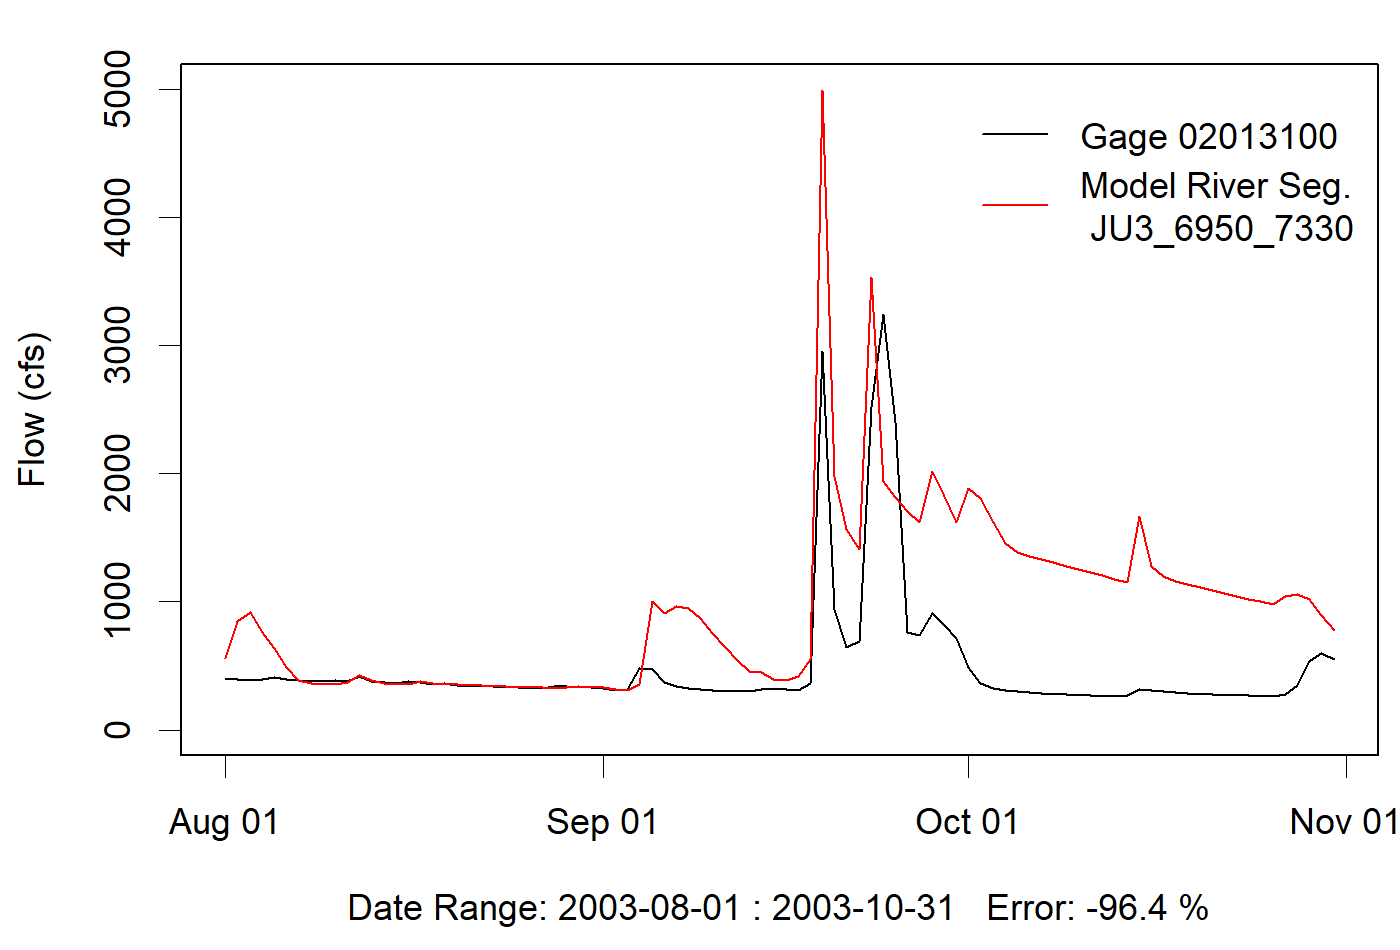 5000
4000
3000
2000
1000
0
Flow (cfs)
Gage 02013100
Model River Seg.
JU3_6950_7330
Aug 01
Sep 01
Oct 01
Nov 01
Date Range: 2003-08-01 : 2003-10-31 Error: -96.4 %